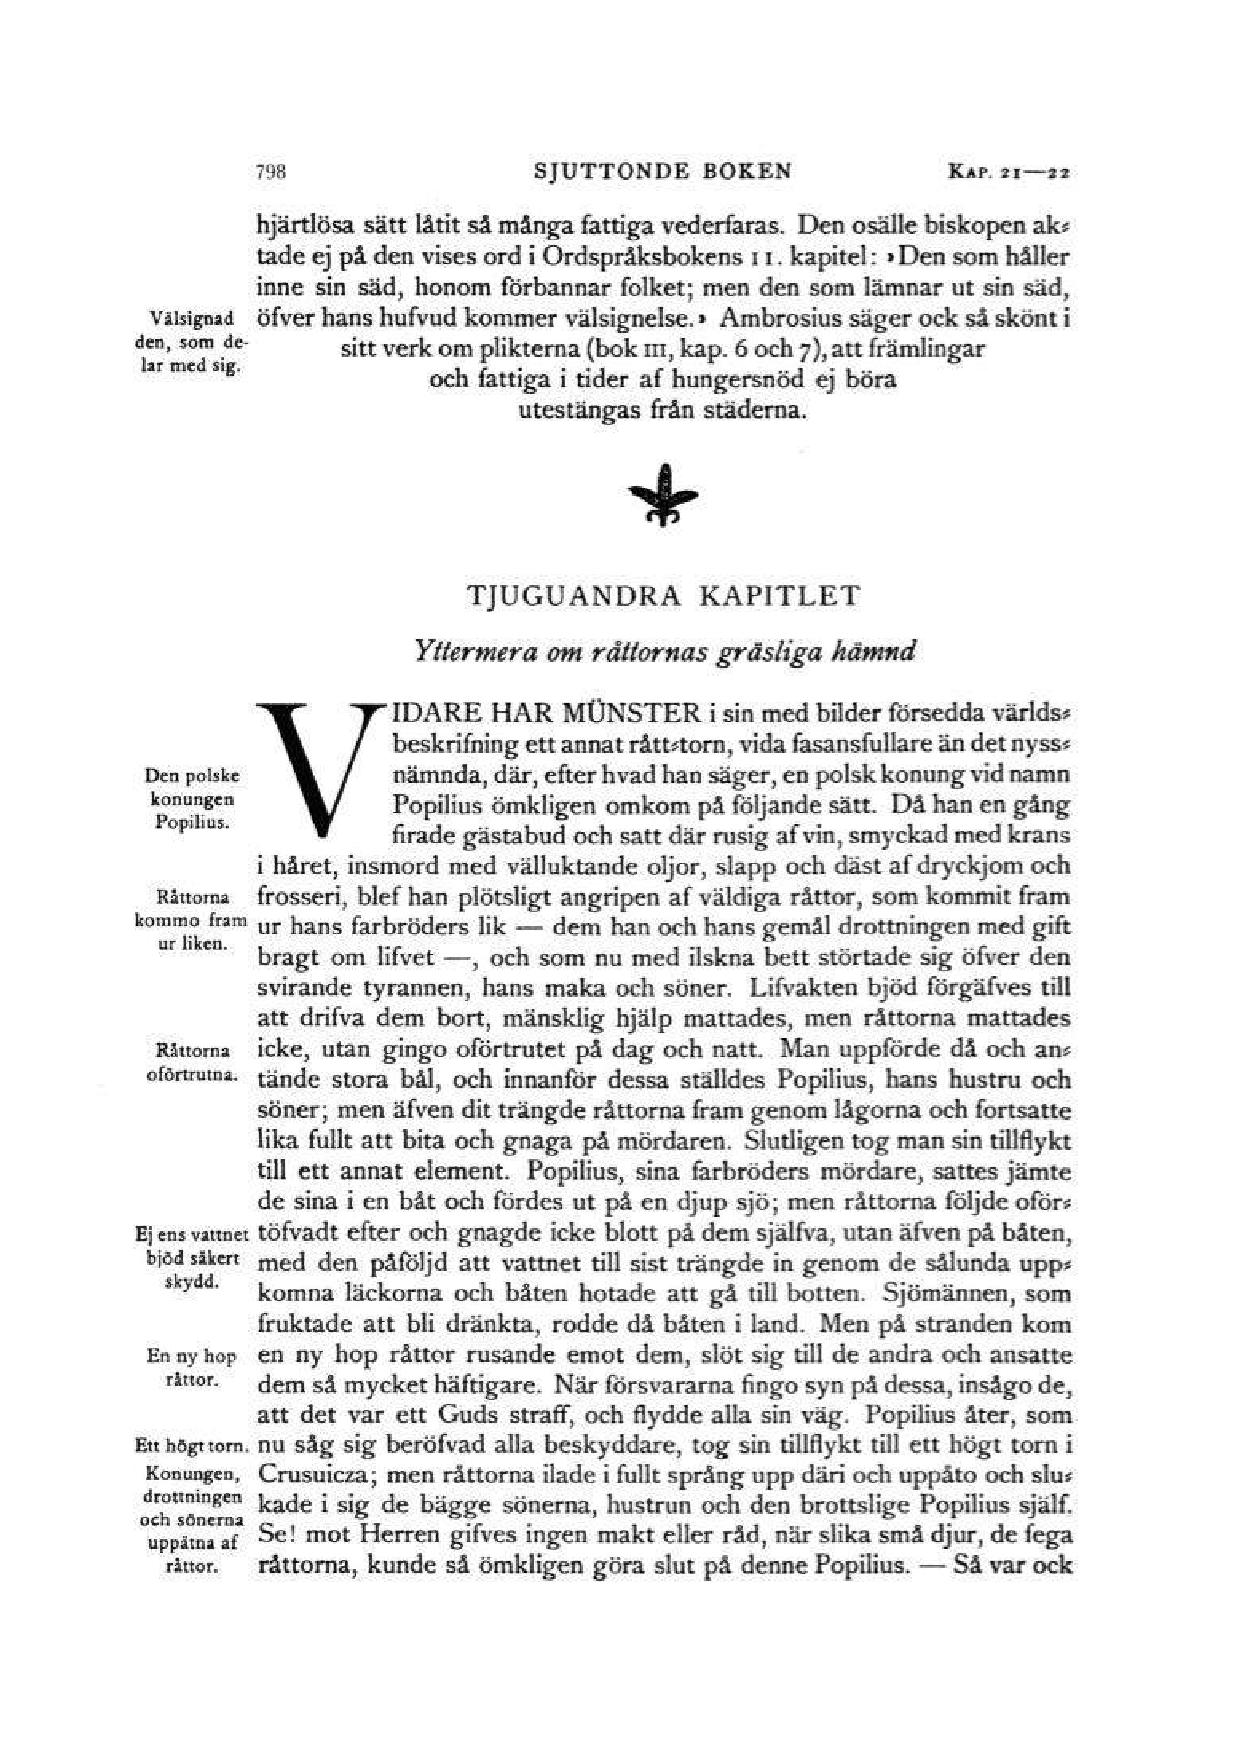 798 SJUTTONDE BOKEN KAP. 21—22
hjärtlösa sätt låtit så många fattiga vederfaras. Den osälle biskopen ak⸗
tade ej på den vises ord i Ordspråksbokens 11. kapitel: »Den som håller
inne sin säd, honom förbannar folket; men den som lämnar ut sin säd,
öfver hans hufvud kommer välsignelse.» Ambrosius säger ock så skönt i
Välsignad
den, som de-
lar med sig.
sitt verk om plikterna (bok III, kap. 6 och 7), att främlingar
och fattiga i tider af hungersnöd ej böra
utestängas från städerna.
TJUGUANDRA KAPITLET
Yttermera om råttornas gräsliga hämnd
VIDARE HAR MÜNSTER i sin med bilder försedda världs⸗
beskrifning ett annat rått⸗torn, vida fasansfullare än det nyss⸗
nämnda, där, efter hvad han säger, en polsk konung vid namn
Popilius ömkligen omkom på följande sätt. Då han en gång
firade gästabud och satt där rusig af vin, smyckad med krans
Den polske
konungen
Popilius.
i håret, insmord med välluktande oljor, slapp och däst af dryckjom och
frosseri, blef han plötsligt angripen af väldiga råttor, som kommit fram
ur hans farbröders lik — dem han och hans gemål drottningen med gift
bragt om lifvet —, och som nu med ilskna bett störtade sig öfver den
Råttorna
kommo fram
ur liken.
svirande tyrannen, hans maka och söner. Lifvakten bjöd förgäfves till
att drifva dem bort, mänsklig hjälp mattades, men råttorna mattades
icke, utan gingo oförtrutet på dag och natt. Man uppförde då och an⸗
tände stora bål, och innanför dessa ställdes Popilius, hans hustru och
Råttorna
oförtrutna.
söner; men äfven dit trängde råttorna fram genom lågorna och fortsatte
lika fullt att bita och gnaga på mördaren. Slutligen tog man sin tillflykt
till ett annat element. Popilius, sina farbröders mördare, sattes jämte
de sina i en båt och fördes ut på en djup sjö; men råttorna följde oför⸗
töfvadt efter och gnagde icke blott på dem själfva, utan äfven på båten,
med den påföljd att vattnet till sist trängde in genom de sålunda upp⸗
komna läckorna och båten hotade att gå till botten. Sjömännen, som
Ej ens vattnet
bjöd säkert
skydd.
fruktade att bli dränkta, rodde då båten i land. Men på stranden kom
en ny hop råttor rusande emot dem, slöt sig till de andra och ansatte
dem så mycket häftigare. När försvararna fingo syn på dessa, insågo de,
En ny hop
råttor.
att det var ett Guds straff, och flydde alla sin väg. Popilius åter, som
nu såg sig beröfvad alla beskyddare, tog sin tillflykt till ett högt torn i
Ett högt torn.
Crusuicza; men råttorna ilade i fullt språng upp däri och uppåto och slu⸗
kade i sig de bägge sönerna, hustrun och den brottslige Popilius själf.
Se! mot Herren gifves ingen makt eller råd, när slika små djur, de fega
råttorna, kunde så ömkligen göra slut på denne Popilius. — Så var ock
Konungen,
drottningen
och sönerna
uppätna af
råttor.